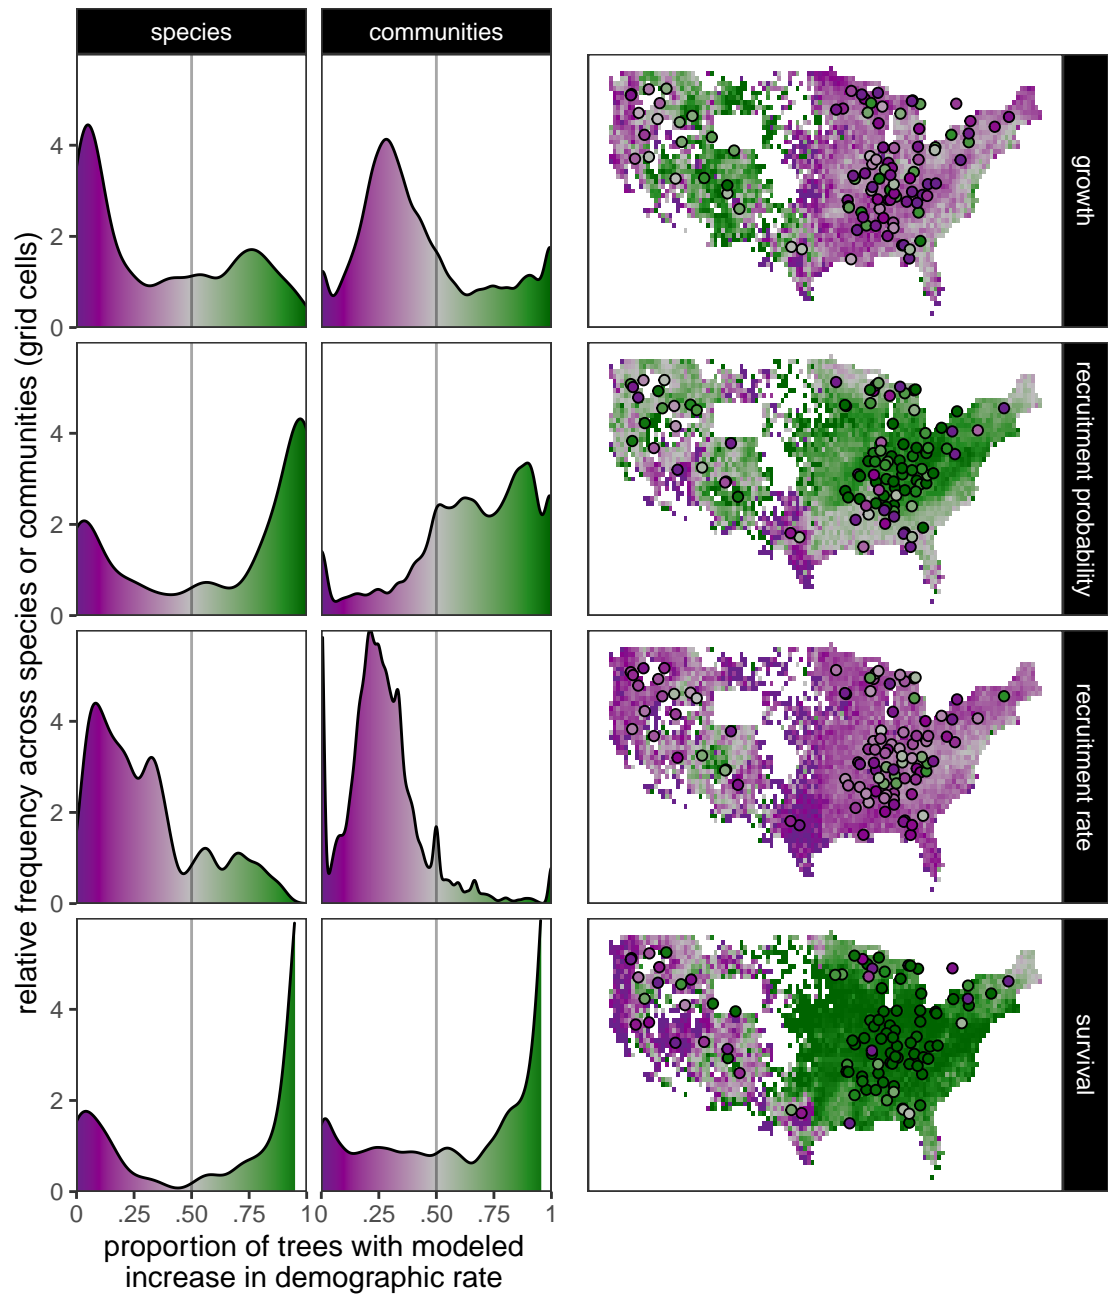 species
communities
growth
recruitment probability
recruitment rate
survival
relative frequency across species or communities (grid cells)
4
2
0
4
2
0
4
2
0
4
2
0
0 .25 .50 .75 1 0 .25 .50 .75 1
proportion of trees with modeled
increase in demographic rate